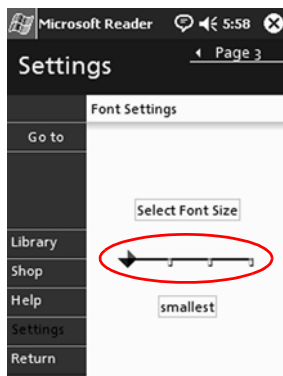 Microsoft Reader 5:58
Settings
Page 3
Font Settings
Go to
Select Font Size
Library
Shop
Help
smallest
Settings
Return